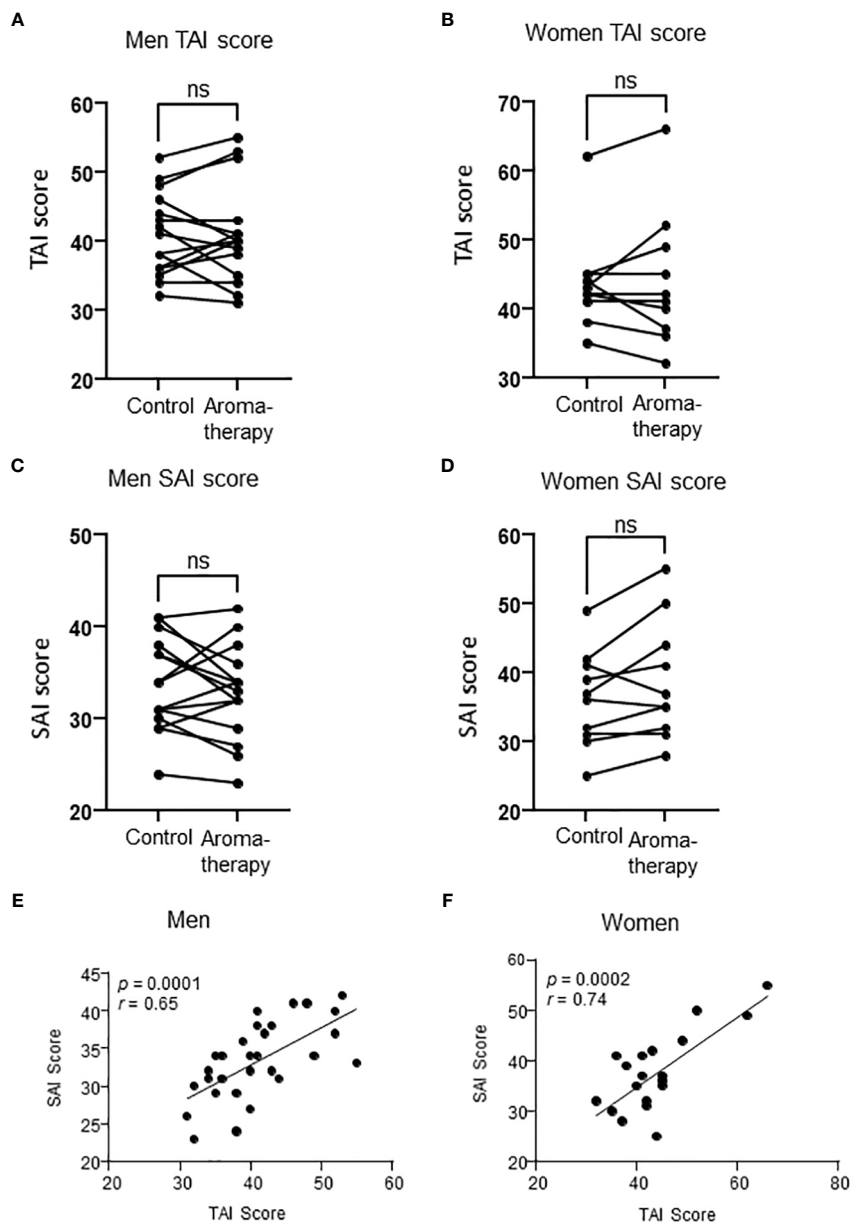 A
Men TAI score
ns
60
50
40
30
20
TAI score
Control
Aroma-
therapy
B
Women TAI score
ns
70
60
50
40
30
TAI score
Control
Aroma-
therapy
C
Men SAI score
ns
50
40
30
20
SAI score
Control
Aroma-
therapy
D
Women SAI score
ns
60
50
40
30
20
SAI score
Control
Aroma-
therapy
E
Men
p = 0.0001
r = 0.65
45
40
35
30
25
20
SAI Score
20 30 40 50 60
TAI Score
F
Women
p = 0.0002
r = 0.74
60
50
40
30
20
SAI Score
20 40 60 80
TAI Score